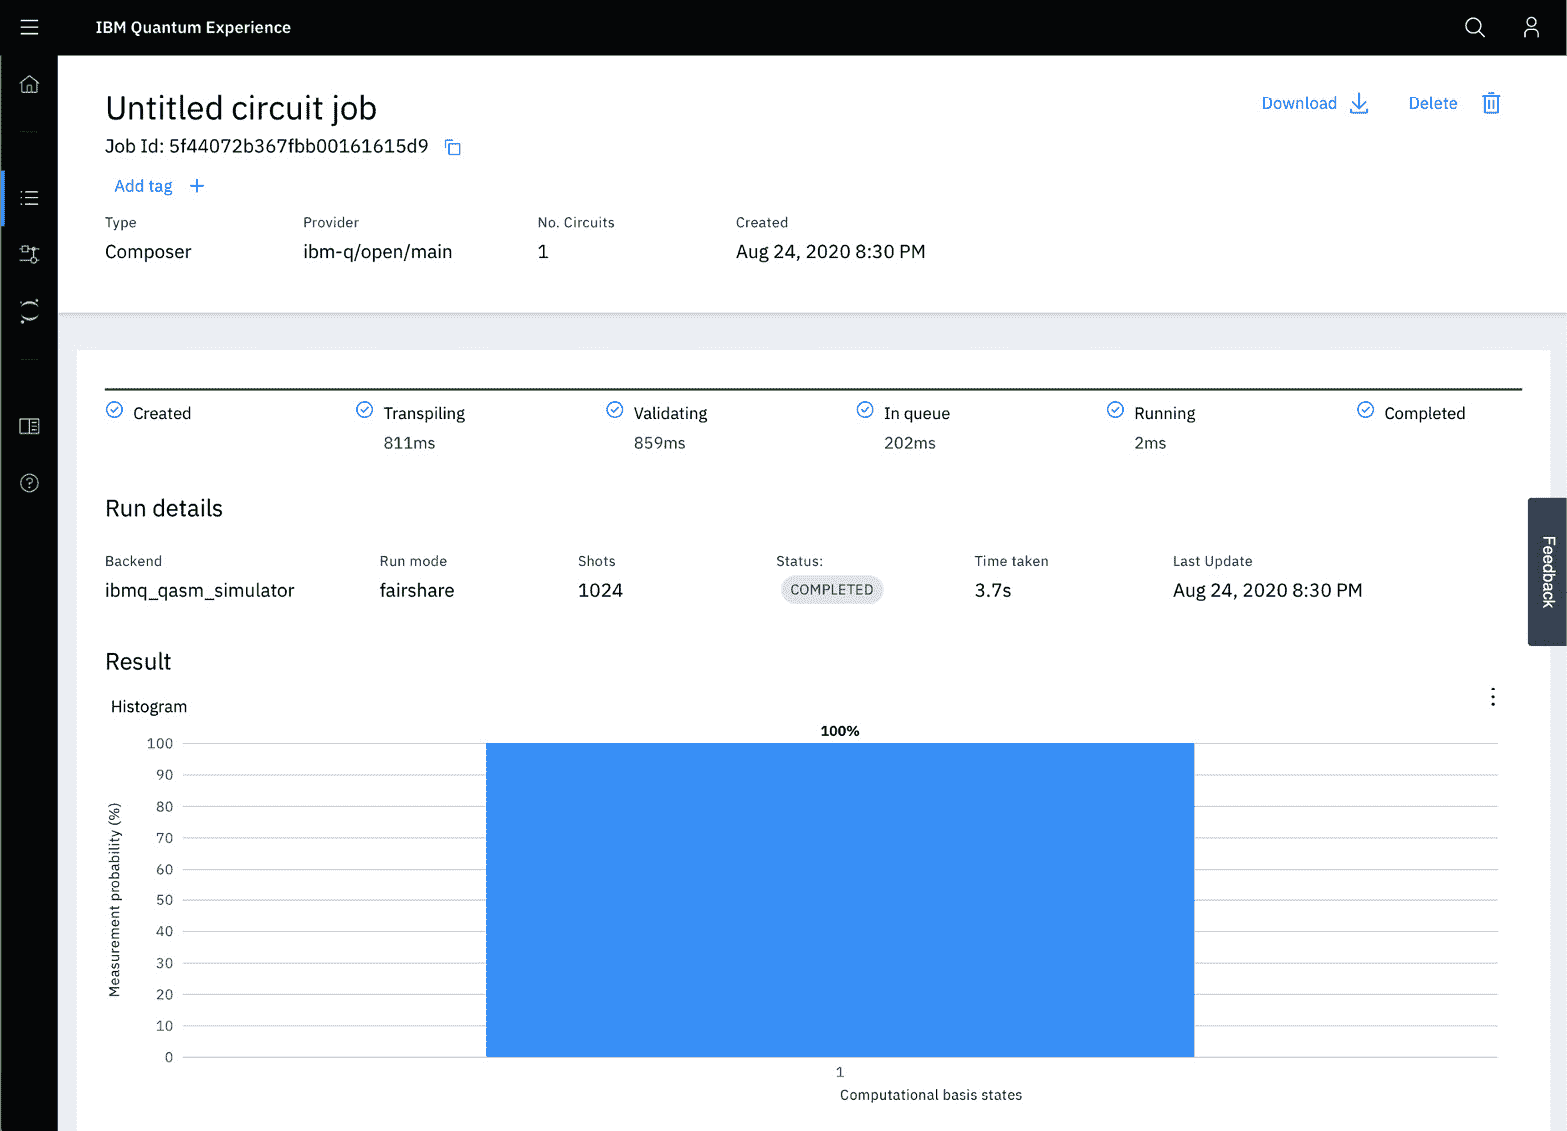 IBM Quantum Experience
Untitled circuit job
Download
Delete
Job Id: 5f44072b367fbb00161615d9
Add tag +
Type
Provider
No. Circuits
Created
Composer
ibm-q/open/main
1
Aug 24, 2020 8:30 PM
Created
Transpiling
Validating
In queue
Running
Completed
811ms
859ms
202ms
2ms
Run details
Backend
Run mode
Shots
Status:
Time taken
Last Update
ibmq_qasm_simulator
fairshare
1024
COMPLETED
3.7s
Aug 24, 2020 8:30 PM
Feedback
Result
Histogram
100%
Measurement probability (%)
100
90
80
70
60
50
40
30
20
10
0
1
Computational basis states